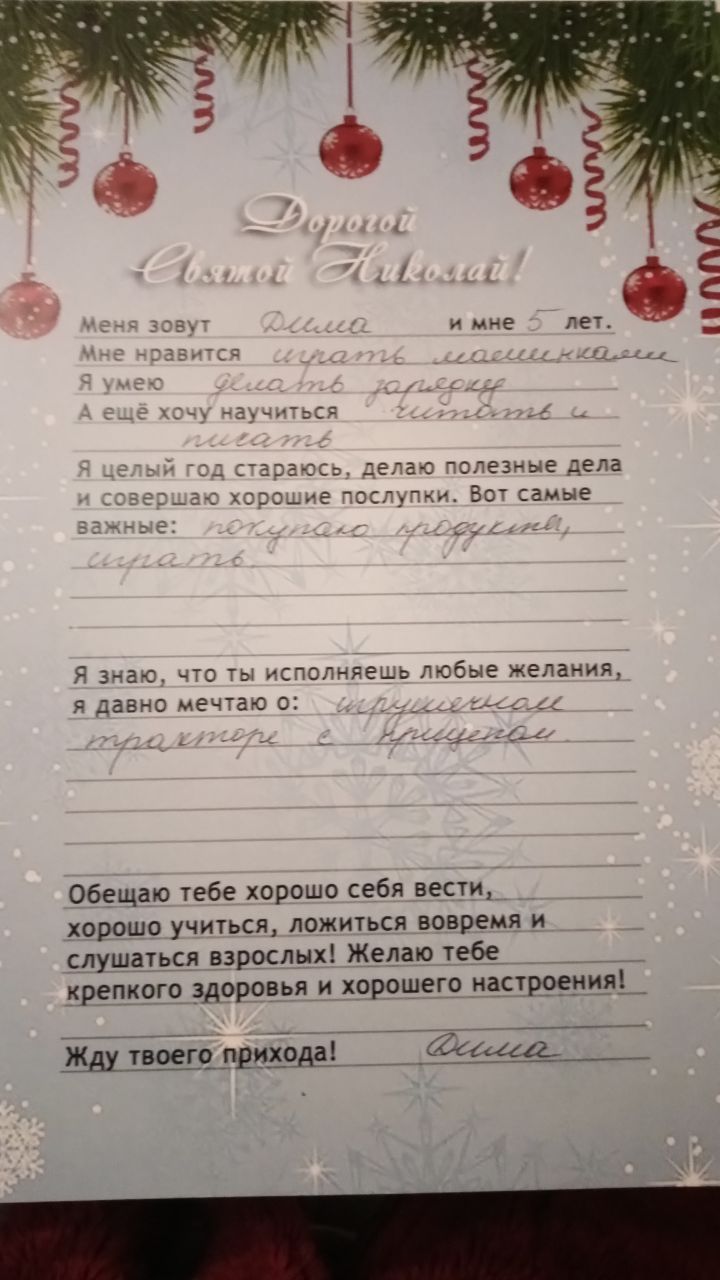 Дорогой
Святой Николай!
Меня зовут Дима и мне 5 лет.
Мне нравится играть машинками
Я умею делать зарядку
А ещё хочу научиться читать и
писать
Я целый год стараюсь, делаю полезные дела
и совершаю хорошие послупки. Вот самые
важные: покупаю продукты,
играть.
Я знаю, что ты исполняешь любые желания,
я давно мечтаю о: игрушечном
тракторе с прицепом.
Обещаю тебе хорошо себя вести,
хорошо учиться, ложиться вовремя и
слушаться взрослых! Желаю тебе
крепкого здоровья и хорошего настроения!
Жду твоего прихода! Дима